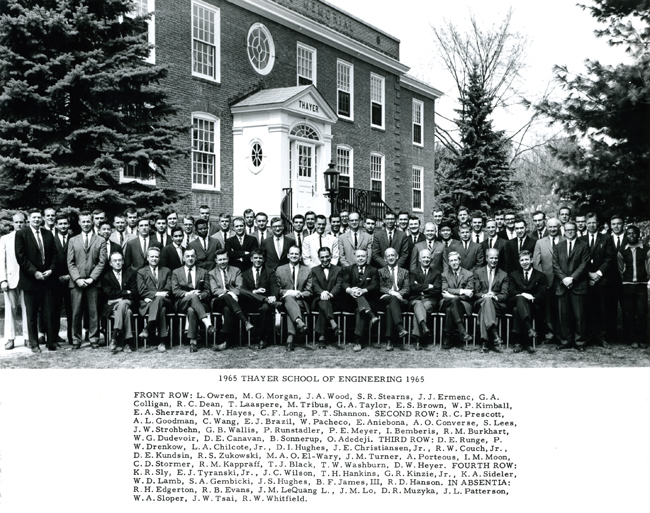 MEMORIAL
THAYER
1965 THAYER SCHOOL OF ENGINEERING 1965
FRONT ROW: L. Owren, M. G. Morgan, J. A. Wood, S. R. Stearns, J. J. Ermenc, G. A.
Colligan, R. C. Dean, T. Laaspere, M. Tribus, G. A. Taylor, E. S. Brown, W. P. Kimball,
E. A. Sherrard, M. V. Hayes, C. F. Long, P. T. Shannon. SECOND ROW: R. C. Prescott,
A. L. Goodman, C. Wang, E. J. Brazil, W. Pacheco, E. Aniebona, A. O. Converse, S. Lees,
J. W. Strohbehn, G. B. Wallis, P. Runstadler, P. E. Meyer, I. Bemberis, R. M. Burkhart,
W. G. Dudevoir, D. E. Canavan, B. Sonnerup, O. Adedeji. THIRD ROW: D. E. Runge, P.
W. Drenkow, L. A. Chilcote, Jr., D. I. Hughes, J. E. Christiansen, Jr., R. W. Couch, Jr.,
D. E. Kundsin, R. S. Zukowski, M. A. O. El-Wary, J. M. Turner, A. Porteous, I. M. Moon,
C. D. Stormer, R. M. Kappraff, T. J. Black, T. W. Washburn, D. W. Heyer. FOURTH ROW:
K. R. Sly, E. J. Tyranski, Jr., J. C. Wilson, T. H. Hankins, G. R. Kinzie, Jr., K. A. Sideler,
W. D. Lamb, S. A. Gembicki, J. S. Hughes, B. F. James, III, R. D. Hanson. IN ABSENTIA:
R. H. Edgerton, R. B. Evans, J. M. LeQuang L., J. M. Lo, D. R. Muzyka, J. L. Patterson,
W. A. Sloper, J. W. Tsai, R. W. Whitfield.